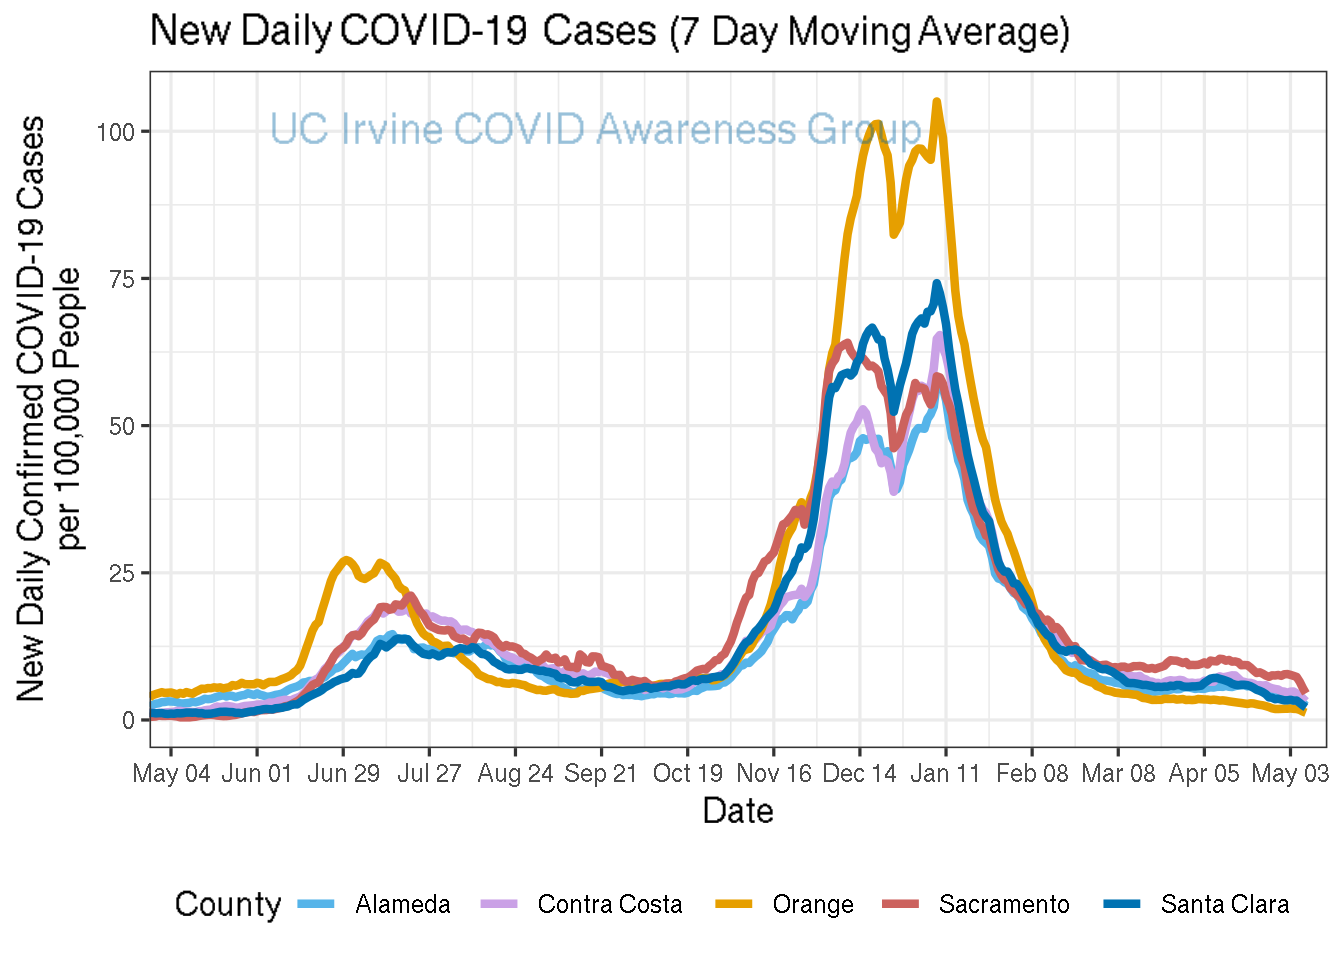 New Daily COVID-19 Cases (7 Day Moving Average)
UC Irvine COVID Awareness Group
New Daily Confirmed COVID-19 Cases
per 100,000 People
100
75
50
25
0
May 04 Jun 01 Jun 29 Jul 27 Aug 24 Sep 21 Oct 19 Nov 16 Dec 14 Jan 11 Feb 08 Mar 08 Apr 05 May 03
Date
County Alameda Contra Costa Orange Sacramento Santa Clara